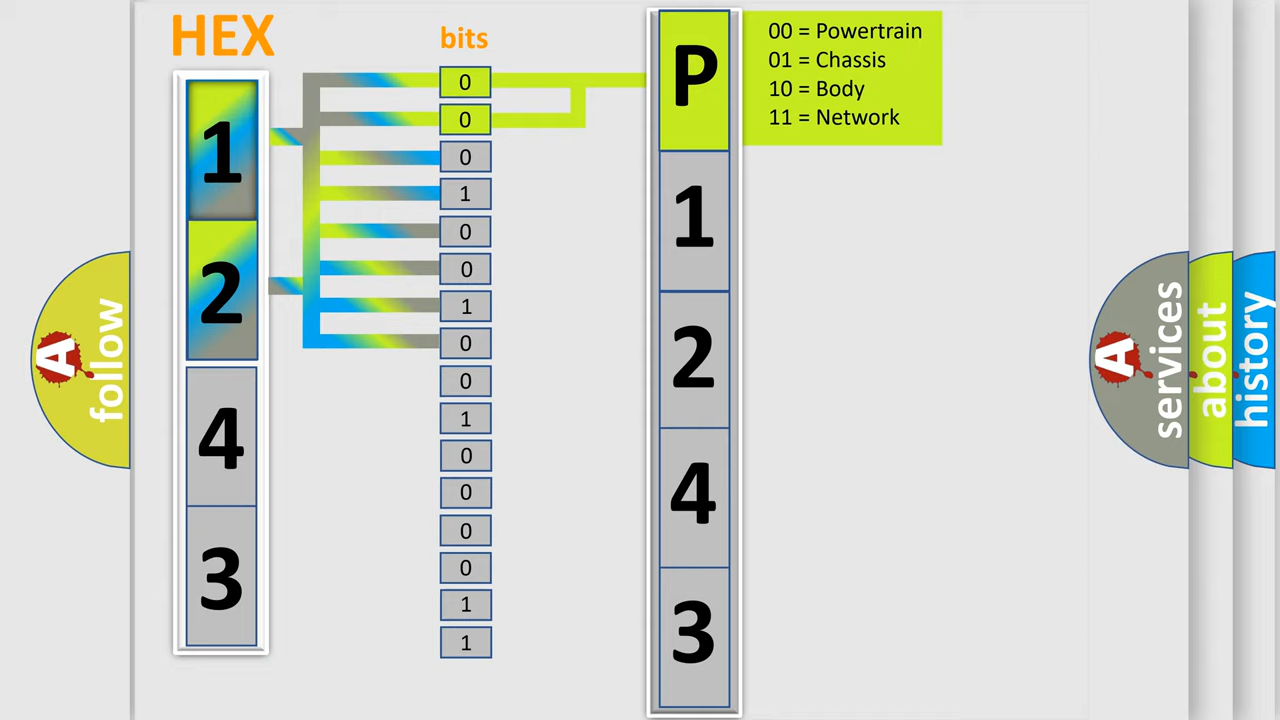 HEX
bits
1
2
4
3
0
0
0
1
0
0
1
0
0
1
0
0
0
0
1
1
P
1
2
4
3
00 = Powertrain
01 = Chassis
10 = Body
11 = Network
A
follow
A
services
about
history